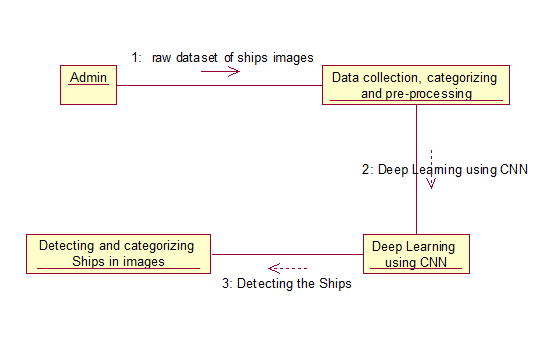 1: raw dataset of ships images
Admin
Data collection, categorizing
and pre-processing
2: Deep Learning using CNN
Detecting and categorizing
Ships in images
Deep Learning
using CNN
3: Detecting the Ships